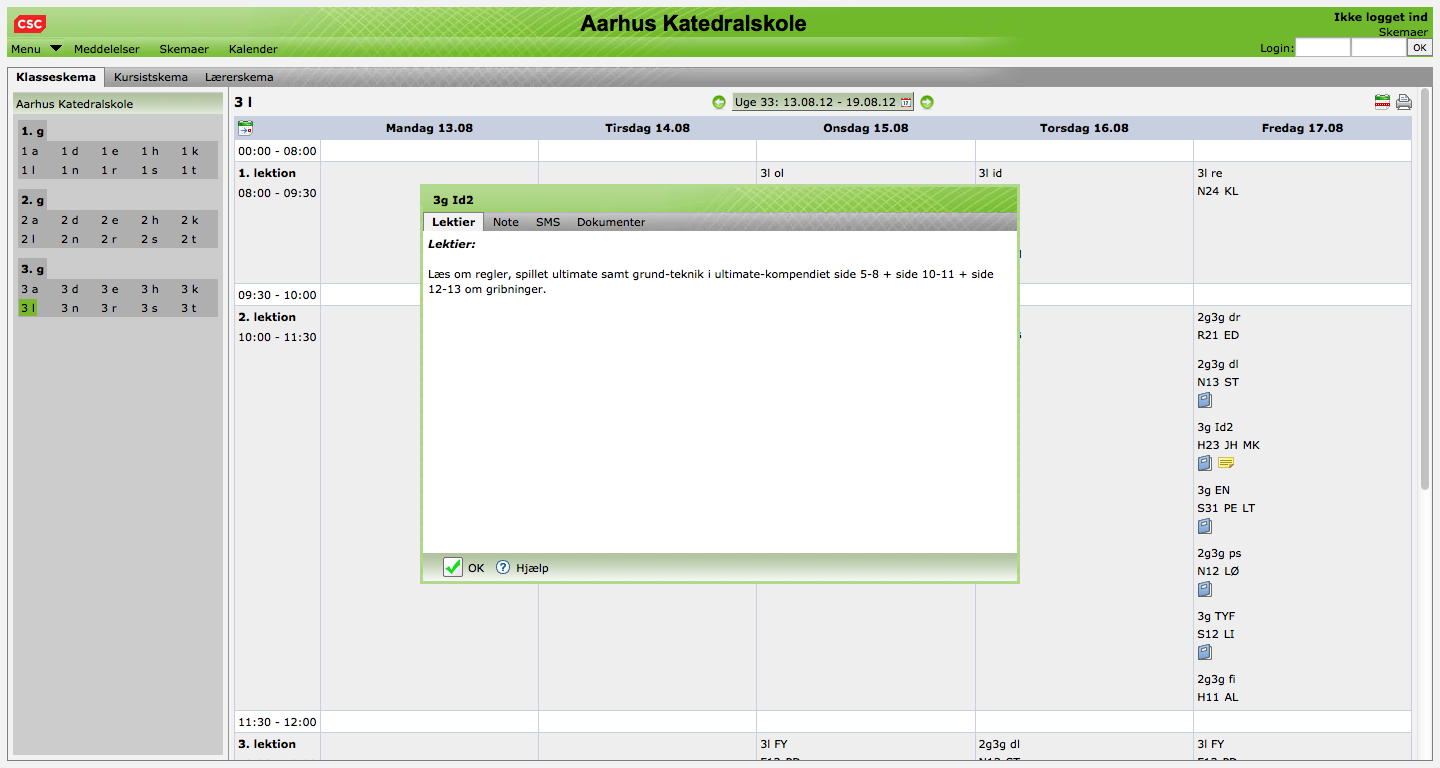 CSC
Aarhus Katedralskole
Ikke logget ind
Skemaer
Menu Meddelelser Skemaer Kalender
Login: OK
Klasseskema Kursistskema Lærerskema
Aarhus Katedralskole
1. g
1 a 1 d 1 e 1 h 1 k
1 l 1 n 1 r 1 s 1 t
2. g
2 a 2 d 2 e 2 h 2 k
2 l 2 n 2 r 2 s 2 t
3. g
3 a 3 d 3 e 3 h 3 k
3 l 3 n 3 r 3 s 3 t
3 l
Uge 33: 13.08.12 - 19.08.12
Mandag 13.08 Tirsdag 14.08 Onsdag 15.08 Torsdag 16.08 Fredag 17.08
00:00 - 08:00
1. lektion
08:00 - 09:30
3l ol
3l id
3l re
N24 KL
09:30 - 10:00
2. lektion
10:00 - 11:30
2g3g dr
R21 ED
2g3g dl
N13 ST
3g Id2
H23 JH MK
3g EN
S31 PE LT
2g3g ps
N12 LØ
3g TYF
S12 LI
2g3g fi
H11 AL
3g Id2
Lektier Note SMS Dokumenter
Lektier:
Læs om regler, spillet ultimate samt grund-teknik i ultimate-kompendiet side 5-8 + side 10-11 + side
12-13 om gribninger.
OK Hjælp
11:30 - 12:00
3. lektion
3l FY
2g3g dl
3l FY